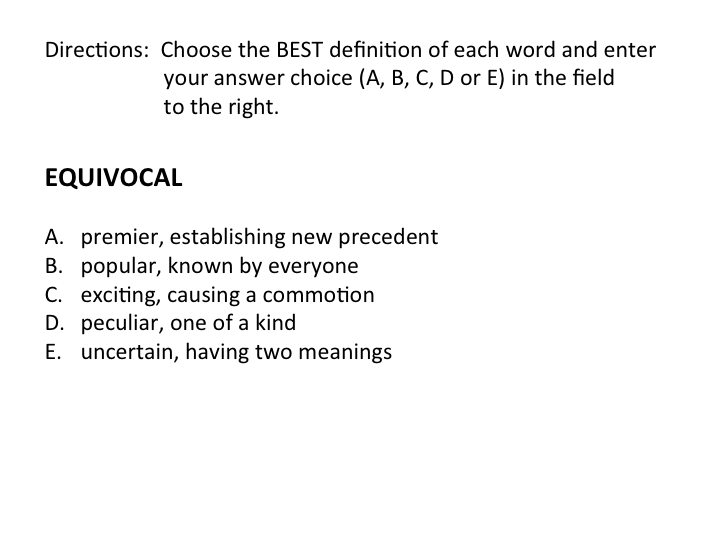 Directions: Choose the BEST definition of each word and enter
your answer choice (A, B, C, D or E) in the field
to the right.
EQUIVOCAL
A. premier, establishing new precedent
B. popular, known by everyone
C. exciting, causing a commotion
D. peculiar, one of a kind
E. uncertain, having two meanings